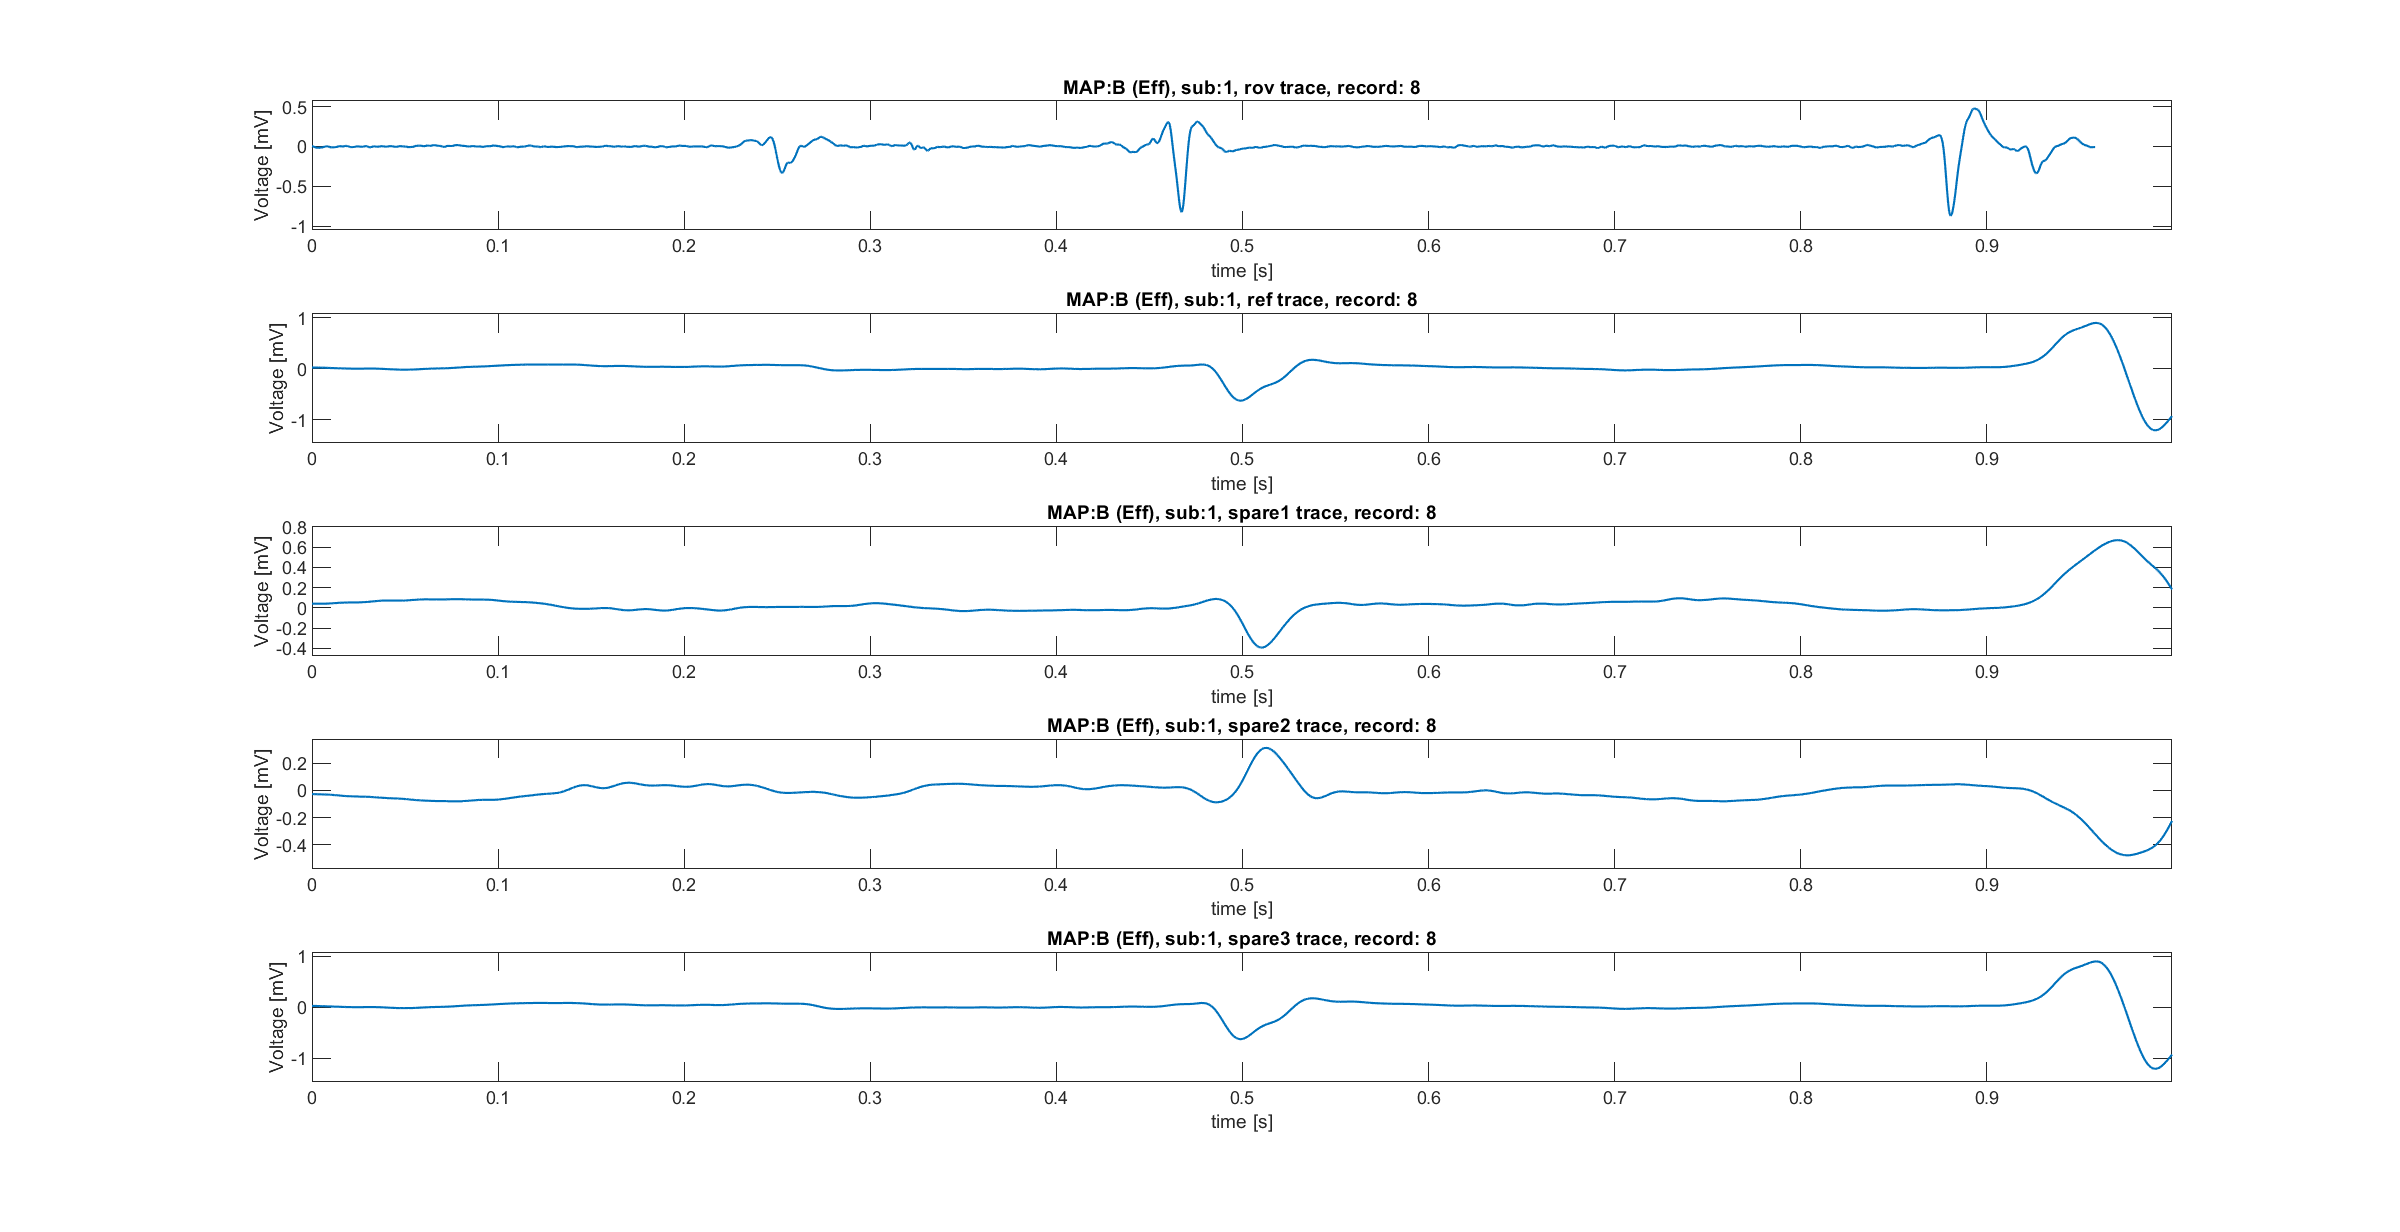 MAP:B (Eff), sub:1, rov trace, record: 8
Voltage [mV]
0.5
0
-0.5
-1
0 0.1 0.2 0.3 0.4 0.5 0.6 0.7 0.8 0.9
time [s]
MAP:B (Eff), sub:1, ref trace, record: 8
Voltage [mV]
1
0
-1
0 0.1 0.2 0.3 0.4 0.5 0.6 0.7 0.8 0.9
time [s]
MAP:B (Eff), sub:1, spare1 trace, record: 8
Voltage [mV]
0.8
0.6
0.4
0.2
0
-0.2
-0.4
0 0.1 0.2 0.3 0.4 0.5 0.6 0.7 0.8 0.9
time [s]
MAP:B (Eff), sub:1, spare2 trace, record: 8
Voltage [mV]
0.2
0
-0.2
-0.4
0 0.1 0.2 0.3 0.4 0.5 0.6 0.7 0.8 0.9
time [s]
MAP:B (Eff), sub:1, spare3 trace, record: 8
Voltage [mV]
1
0
-1
0 0.1 0.2 0.3 0.4 0.5 0.6 0.7 0.8 0.9
time [s]